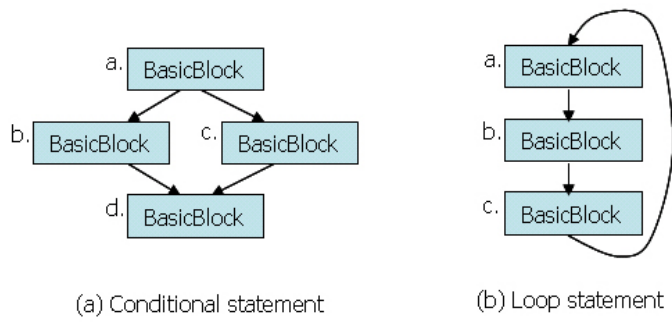 a. BasicBlock
b. BasicBlock
c. BasicBlock
d. BasicBlock
(a) Conditional statement
a. BasicBlock
b. BasicBlock
c. BasicBlock
(b) Loop statement